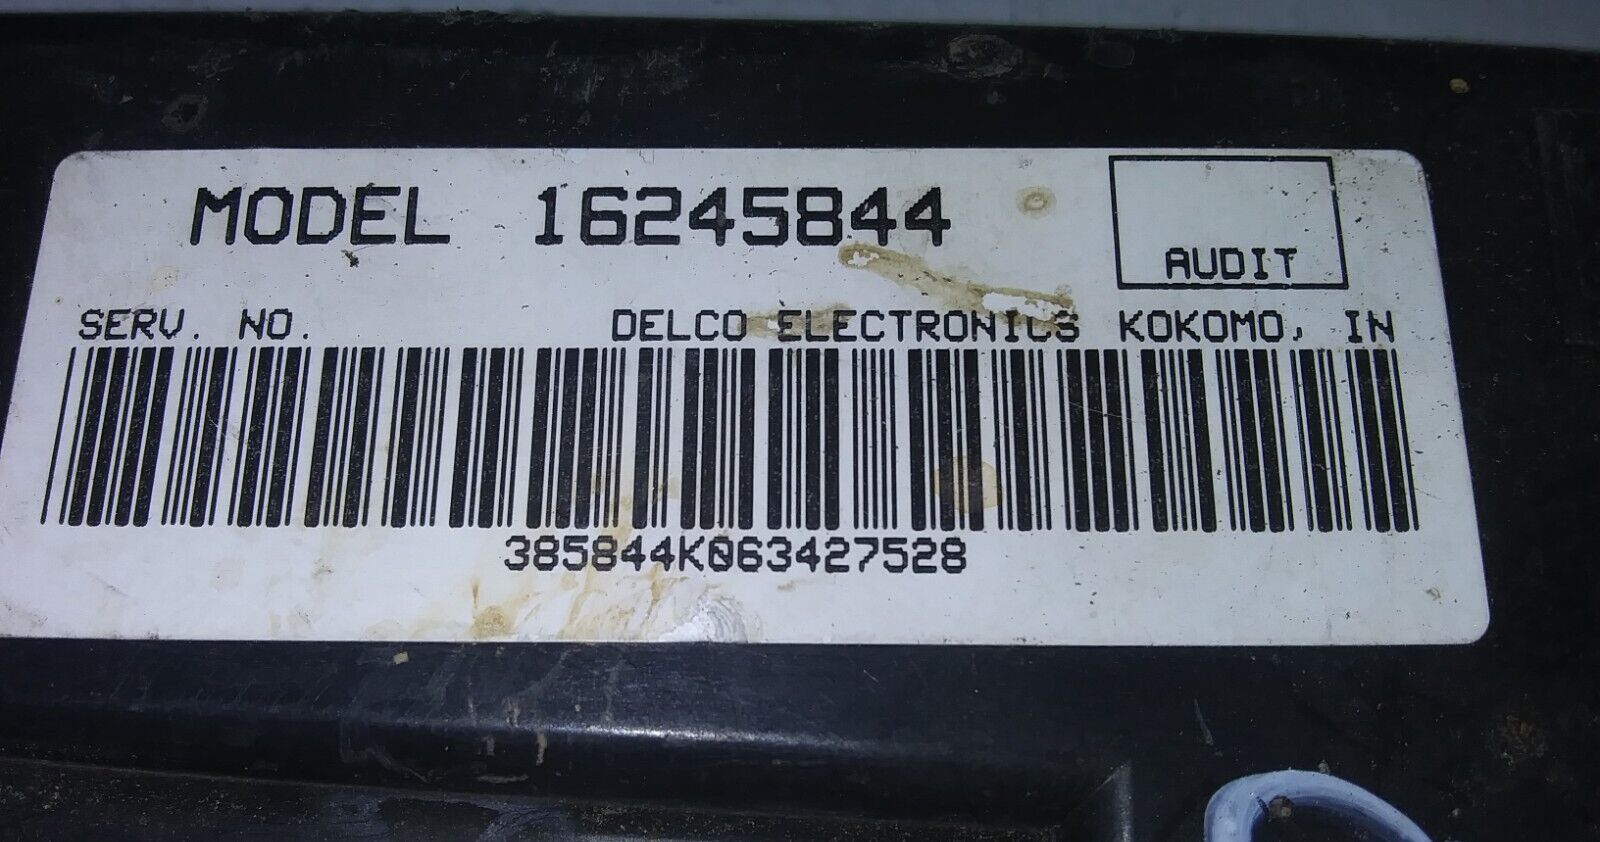 MODEL 16245844
AUDIT
SERV. NO. DELCO ELECTRONICS KOKOMO, IN
385844K063427528